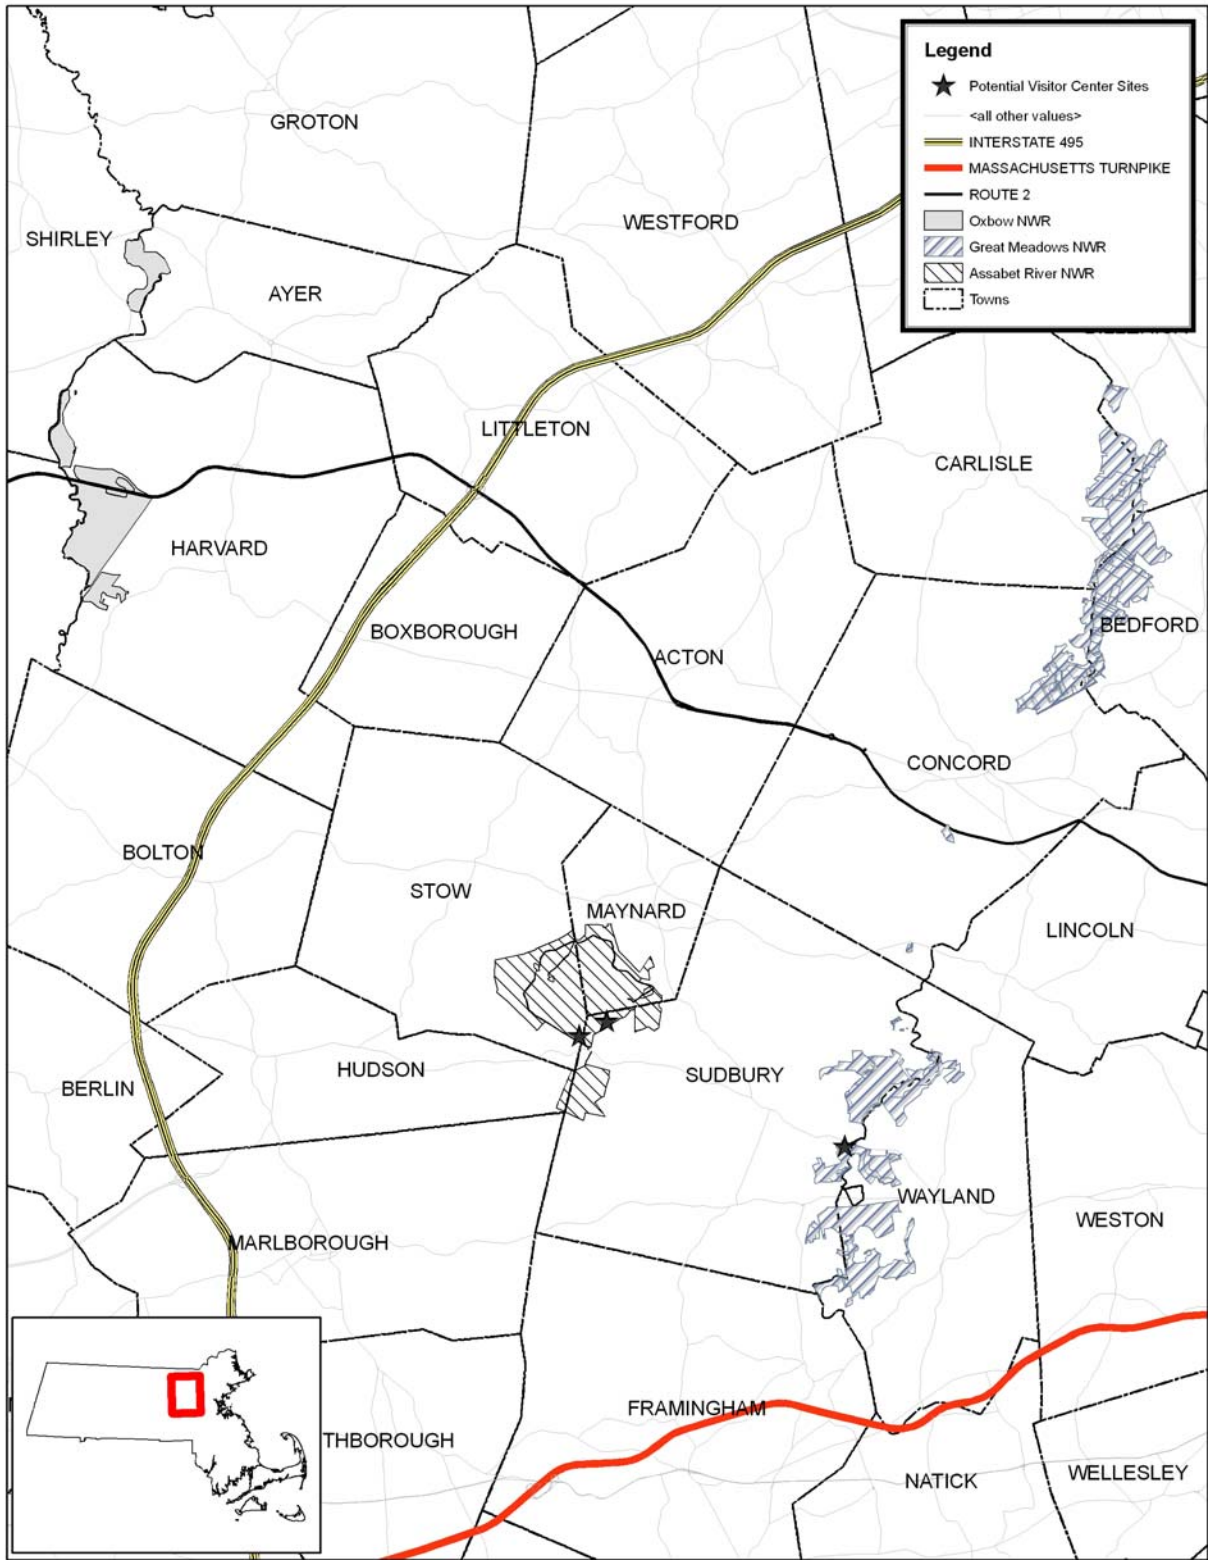 Legend
Potential Visitor Center Sites
<all other values>
INTERSTATE 495
MASSACHUSETTS TURNPIKE
ROUTE 2
Oxbow NWR
Great Meadows NWR
Assabet River NWR
Towns
GROTON
WESTFORD
SHIRLEY
AYER
LITTLETON
CARLISLE
HARVARD
BEDFORD
BOXBOROUGH
ACTON
CONCORD
BOLTON
STOW
MAYNARD
LINCOLN
HUDSON
SUDBURY
BERLIN
WAYLAND
WESTON
MARLBOROUGH
FRAMINGHAM
THBOROUGH
WELLESLEY
NATICK